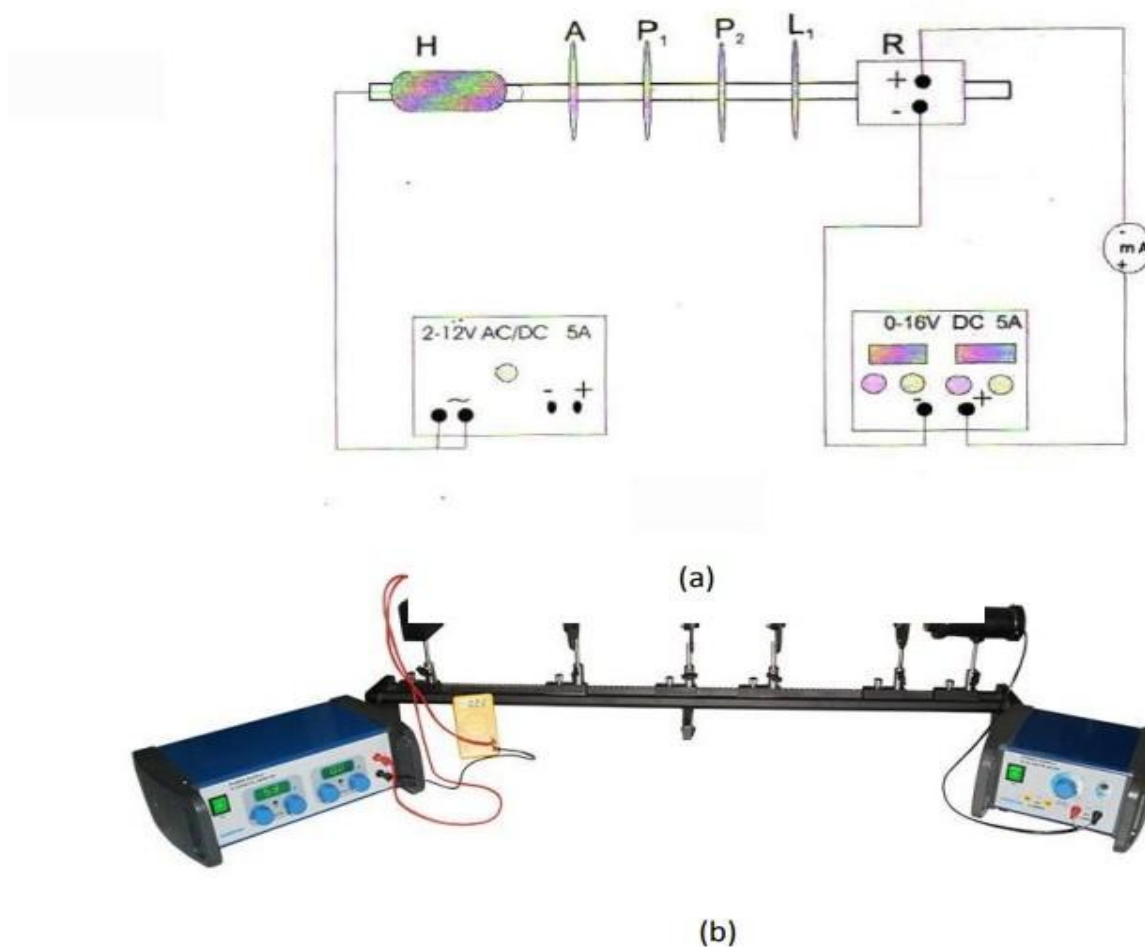 H A P₁ P₂ L₁ R
+
-
-
mA
+
2-12V AC/DC 5A
- +
~
0-16V DC 5A
- +
(a)
(b)